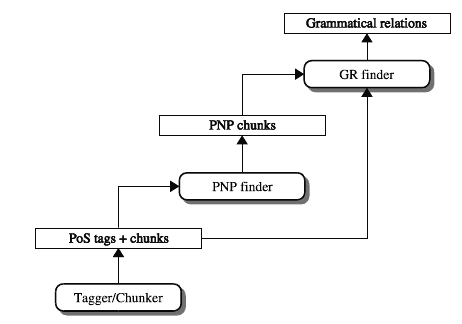 Grammatical relations
GR finder
PNP chunks
PNP finder
PoS tags + chunks
Tagger/Chunker